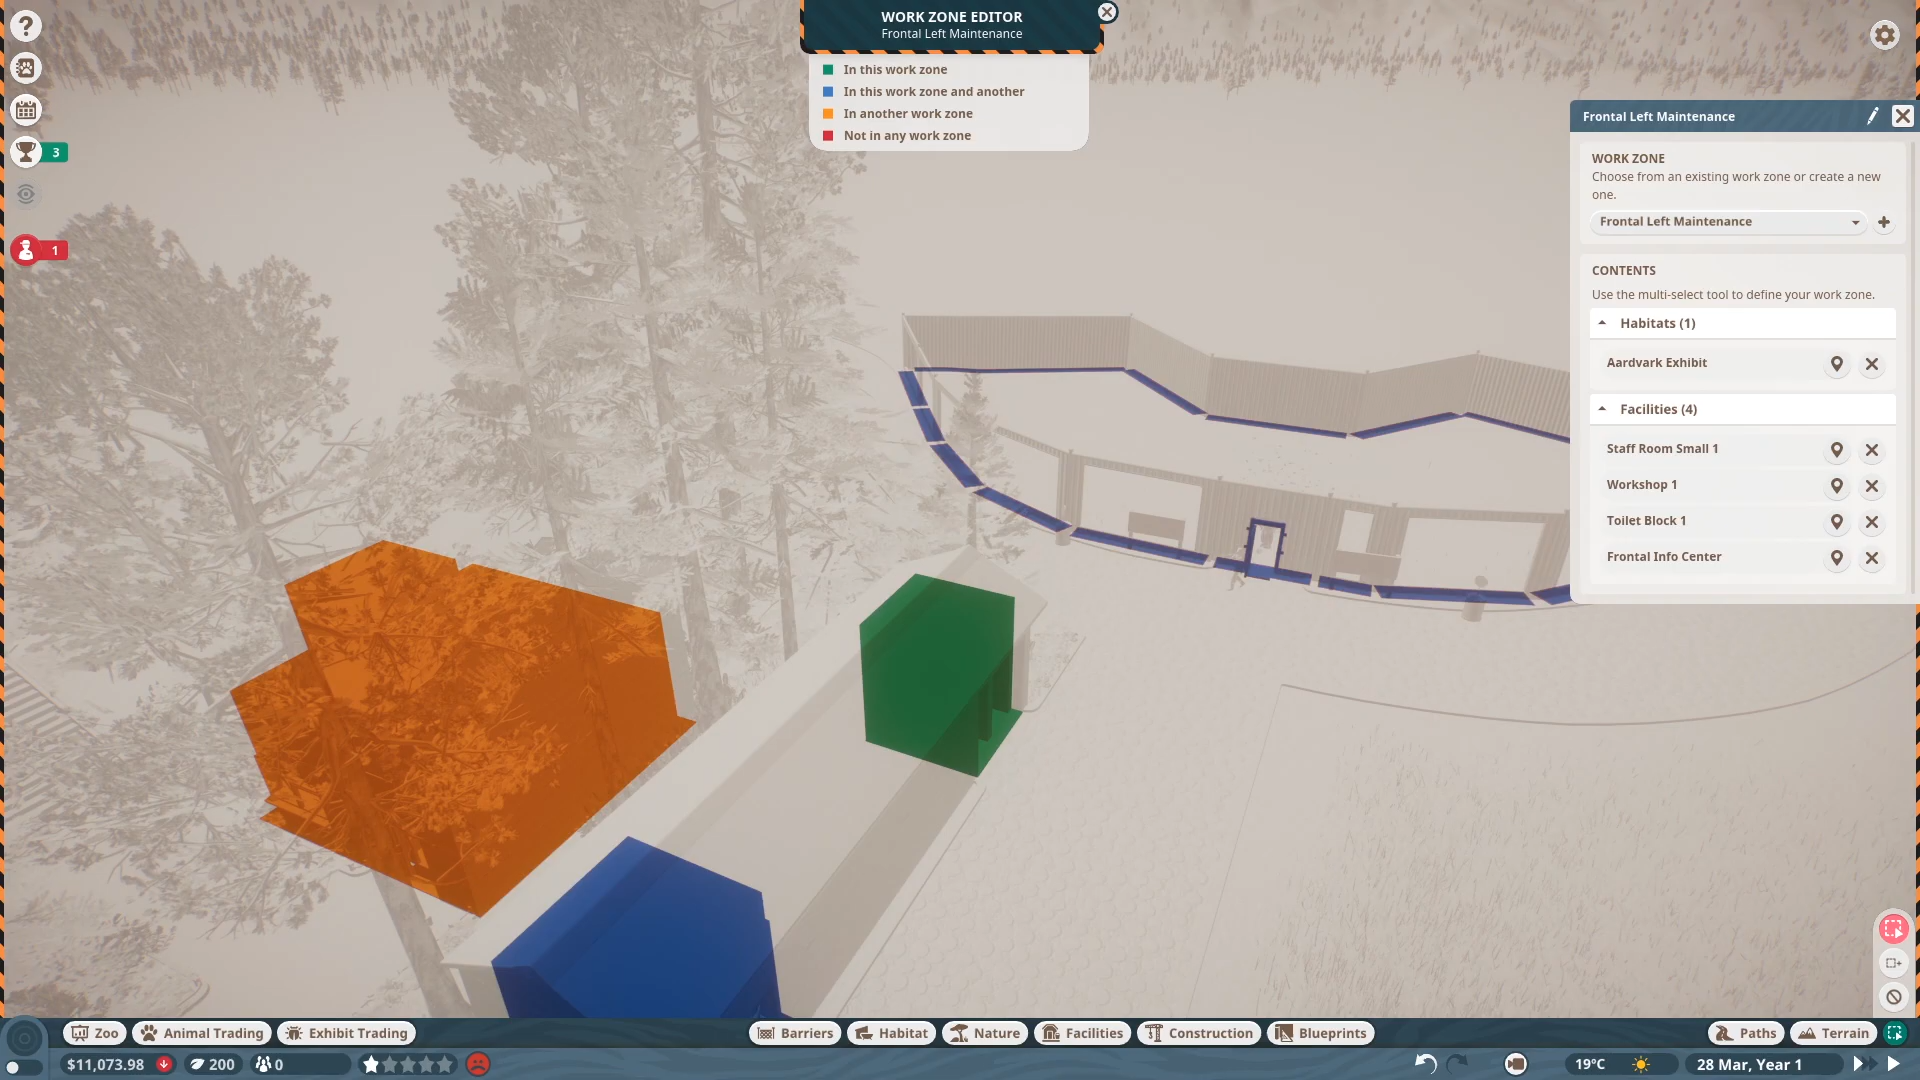 WORK ZONE EDITOR
Frontal Left Maintenance
In this work zone
In this work zone and another
In another work zone
Not in any work zone
?
3
1
Frontal Left Maintenance
WORK ZONE
Choose from an existing work zone or create a new
one.
Frontal Left Maintenance
CONTENTS
Use the multi-select tool to define your work zone.
Habitats (1)
Aardvark Exhibit
Facilities (4)
Staff Room Small 1
Workshop 1
Toilet Block 1
Frontal Info Center
Zoo Animal Trading Exhibit Trading Barriers Habitat Nature Facilities Construction Blueprints Paths Terrain
$11,073.98 200 0 19°C 28 Mar, Year 1